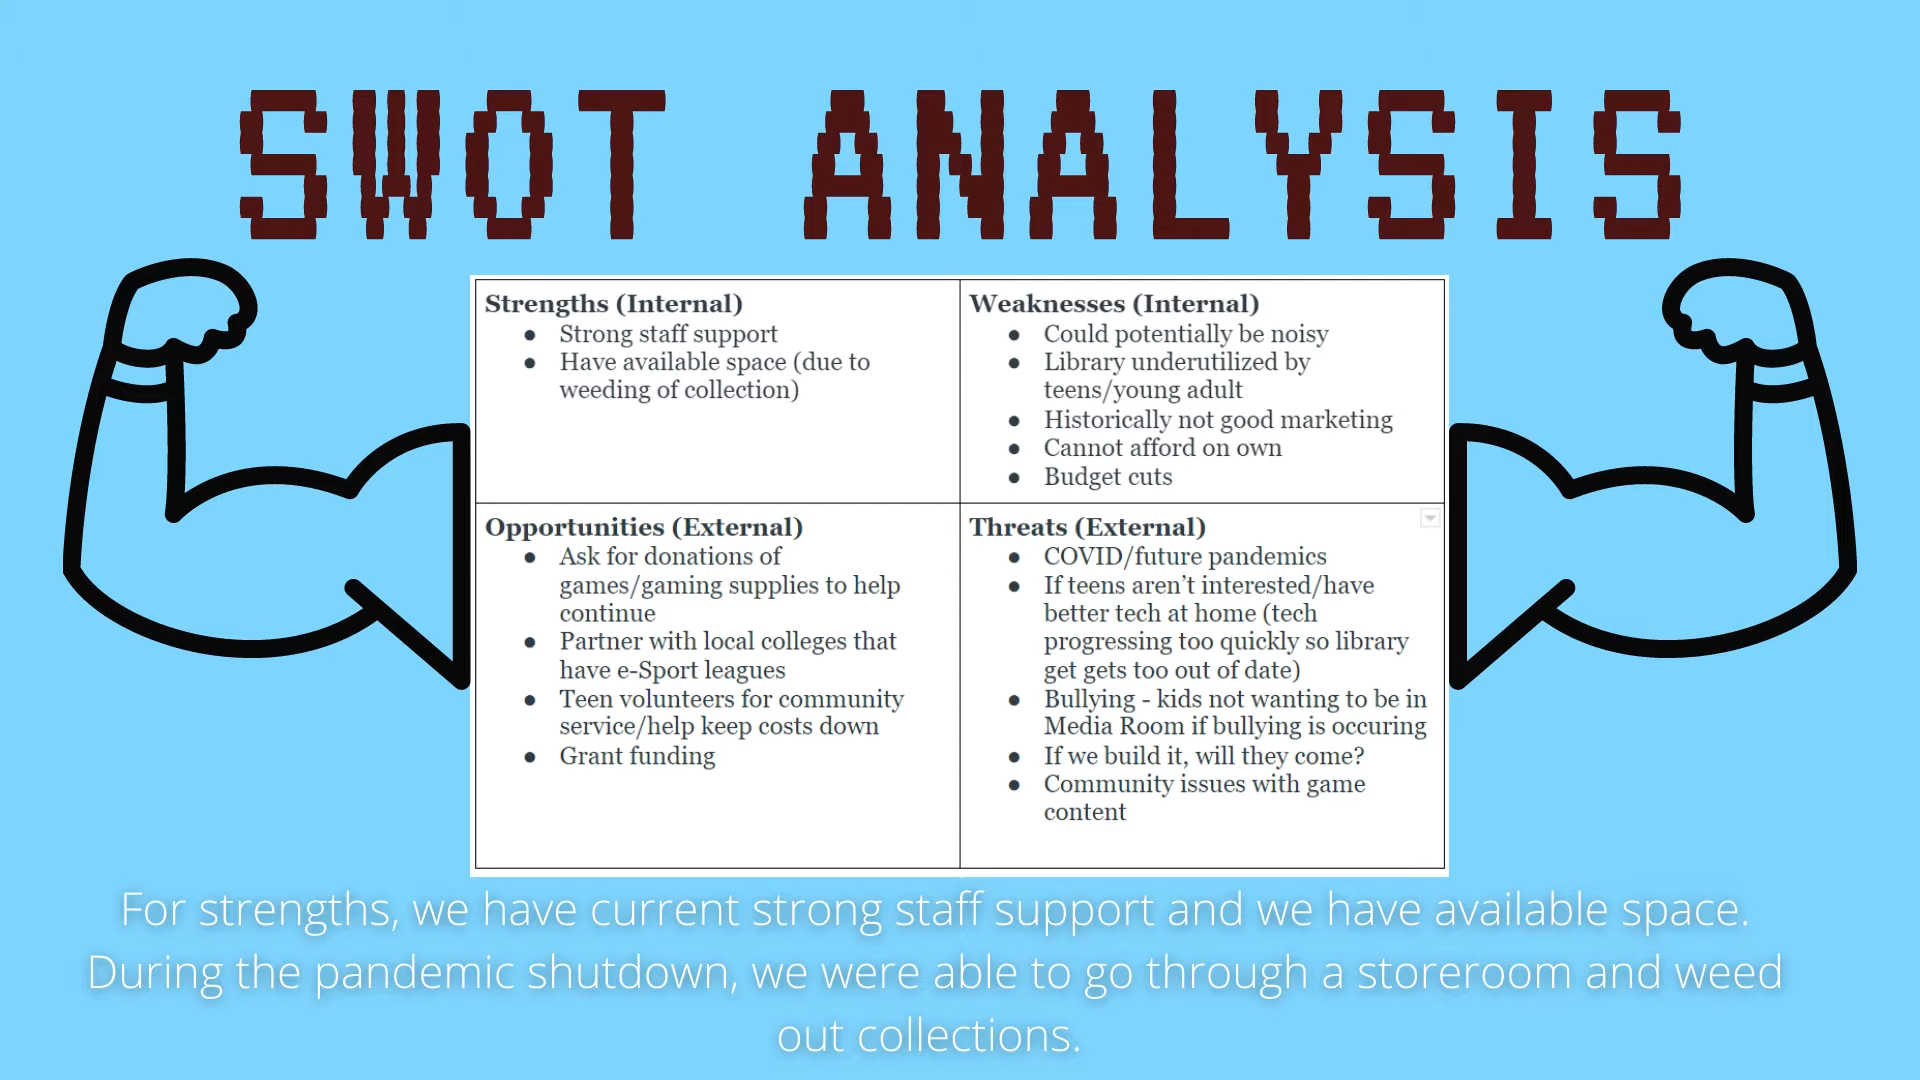 SWOT ANALYSIS
Strengths (Internal)
● Strong staff support
● Have available space (due to
weeding of collection)
Weaknesses (Internal)
● Could potentially be noisy
● Library underutilized by
teens/young adult
● Historically not good marketing
● Cannot afford on own
● Budget cuts
Opportunities (External)
● Ask for donations of
games/gaming supplies to help
continue
● Partner with local colleges that
have e-Sport leagues
● Teen volunteers for community
service/help keep costs down
● Grant funding
Threats (External)
● COVID/future pandemics
● If teens aren’t interested/have
better tech at home (tech
progressing too quickly so library
get gets too out of date)
● Bullying - kids not wanting to be in
Media Room if bullying is occuring
● If we build it, will they come?
● Community issues with game
content
For strengths, we have current strong staff support and we have available space.
During the pandemic shutdown, we were able to go through a storeroom and weed
out collections.